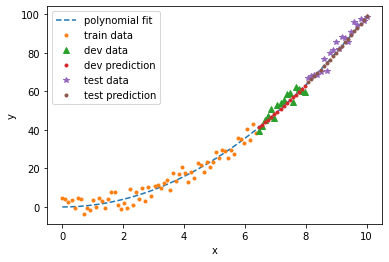 100
80
60
40
20
0
y
polynomial fit
train data
dev data
dev prediction
test data
test prediction
0
2
4
6
8
10
x